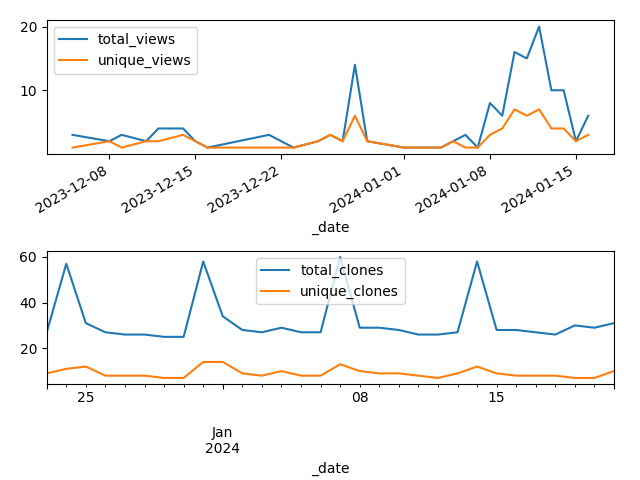 20
10
total_views
unique_views
2023-12-08
2023-12-15
2023-12-22
2024-01-01
2024-01-08
2024-01-15
_date
60
40
20
total_clones
unique_clones
25
08
15
Jan
2024
_date